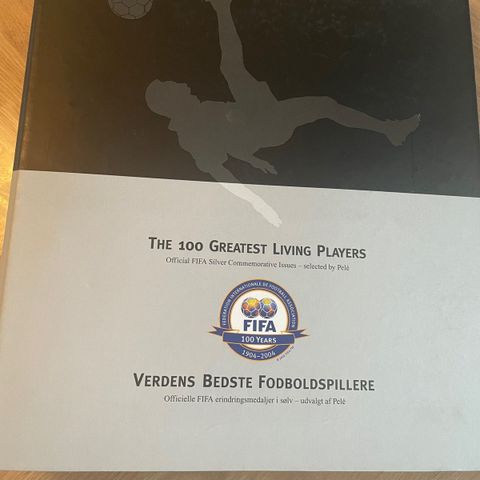 THE 100 GREATEST LIVING PLAYERS
Official FIFA Silver Commemorative Issues – selected by Pelé
FEDERATION INTERNATIONALE DE FOOTBALL ASSOCIATION
FIFA
100 YEARS
1904–2004
VERDENS BEDSTE FODBOLDSPILLERE
Officielle FIFA erindringsmedaljer i sølv – udvalgt af Pelé